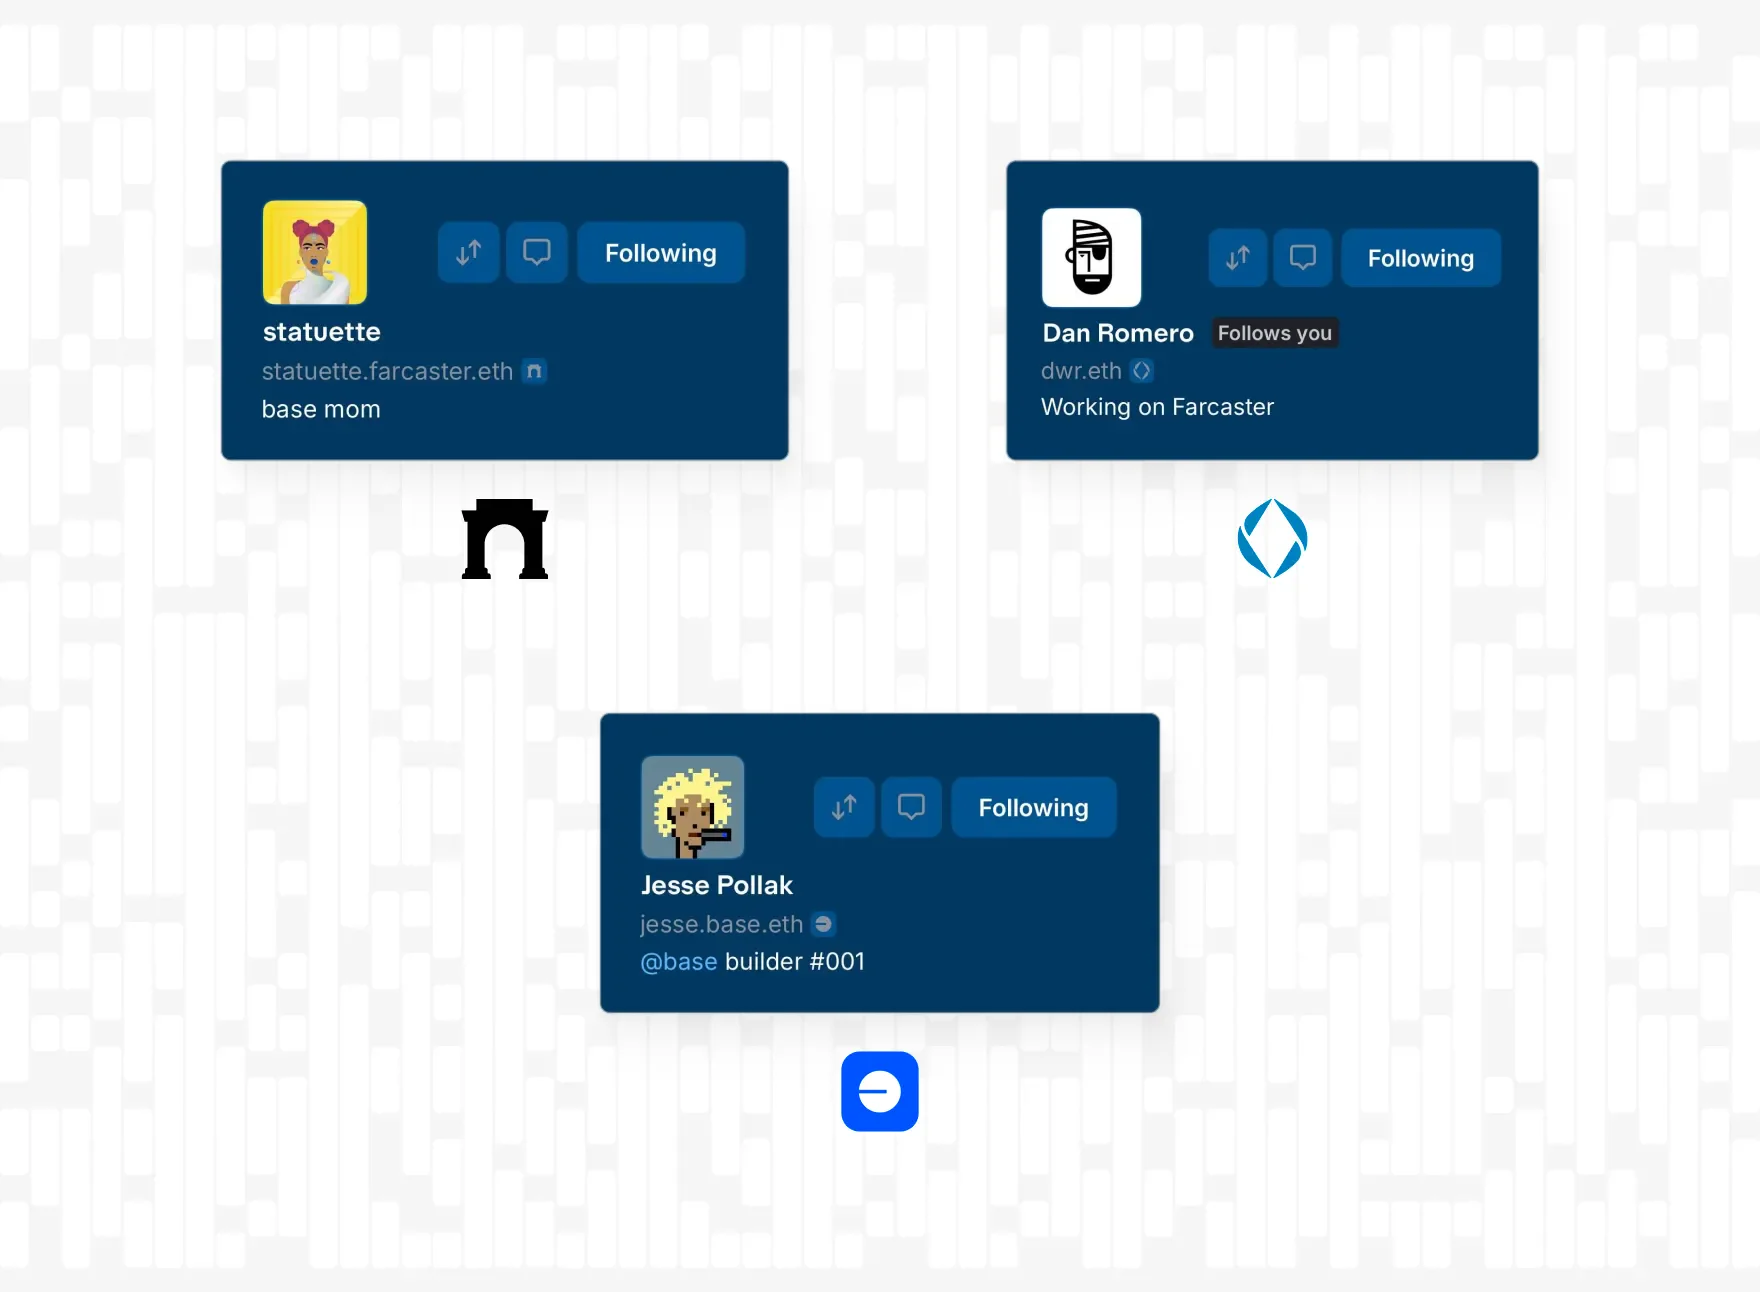 Following
statuette
statuette.farcaster.eth
base mom
Following
Dan Romero Follows you
dwr.eth
Working on Farcaster
Following
Jesse Pollak
jesse.base.eth
@base builder #001